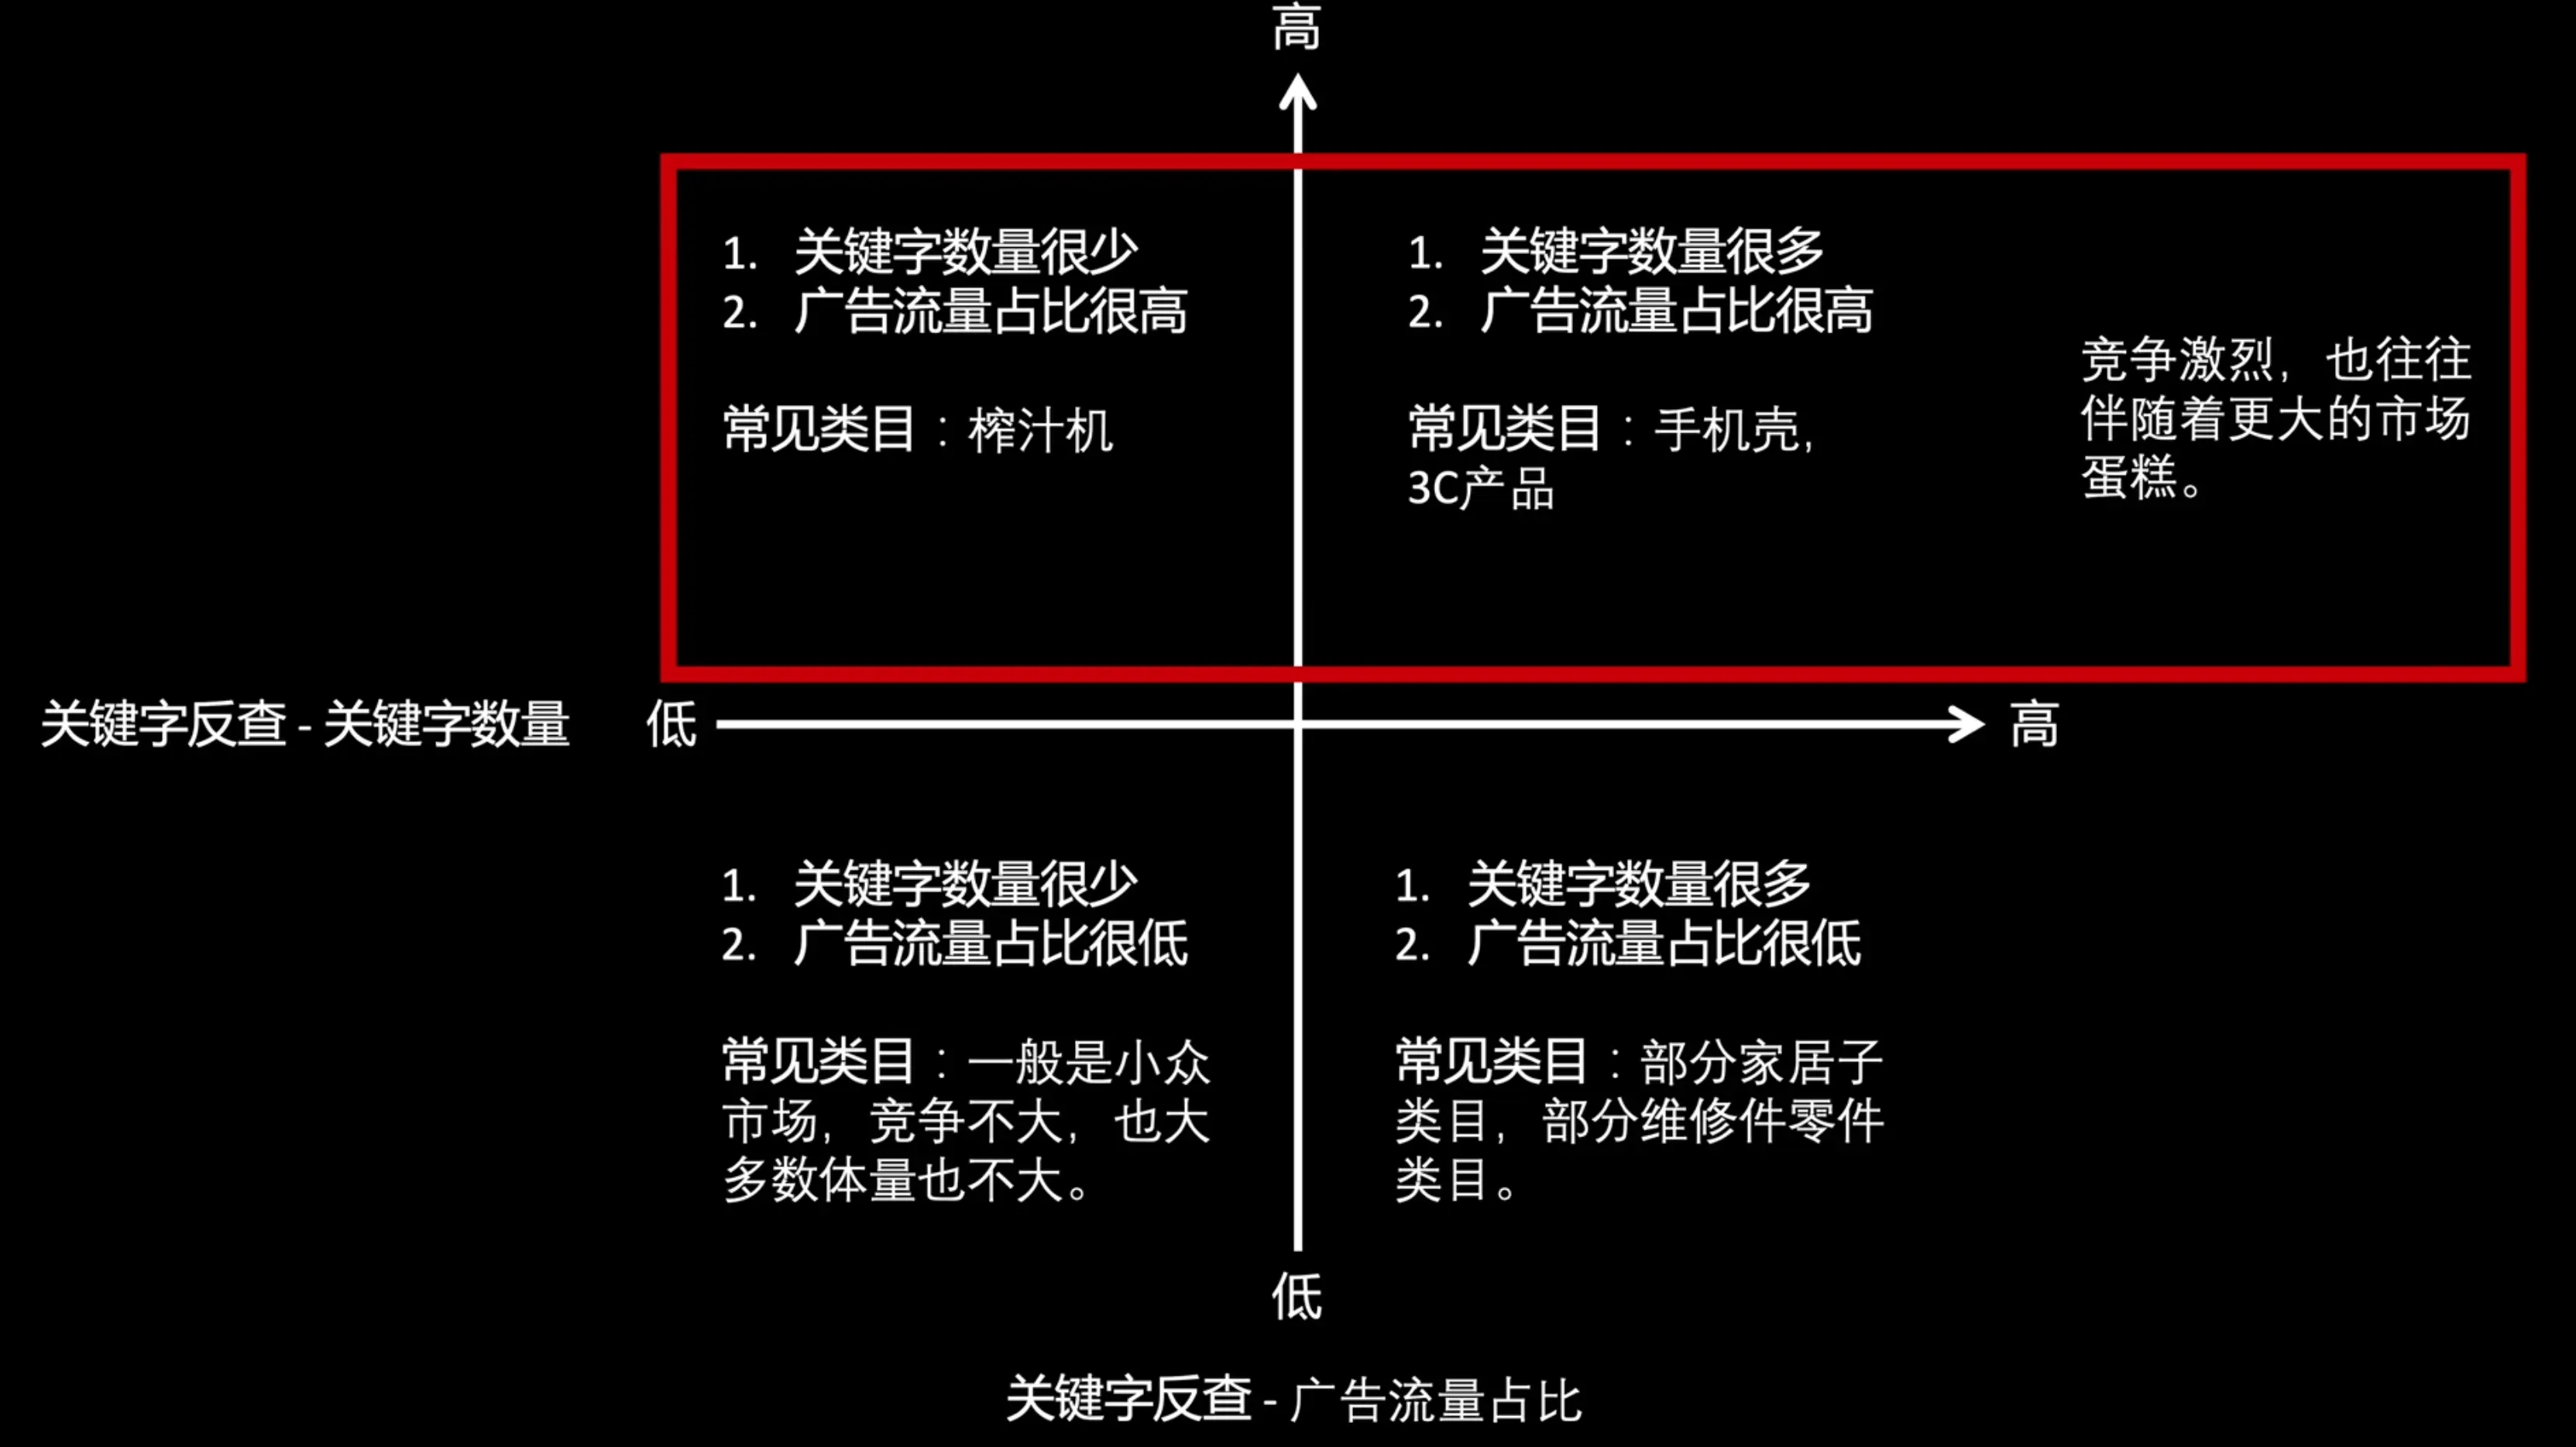 高
1. 关键字数量很少
2. 广告流量占比很高
常见类目：榨汁机
1. 关键字数量很多
2. 广告流量占比很高
常见类目：手机壳，
3C产品
竞争激烈，也往往
伴随着更大的市场
蛋糕。
关键字反查 - 关键字数量
低
高
1. 关键字数量很少
2. 广告流量占比很低
常见类目：一般是小众
市场，竞争不大，也大
多数体量也不大。
1. 关键字数量很多
2. 广告流量占比很低
常见类目：部分家居子
类目，部分维修件零件
类目。
低
关键字反查 - 广告流量占比